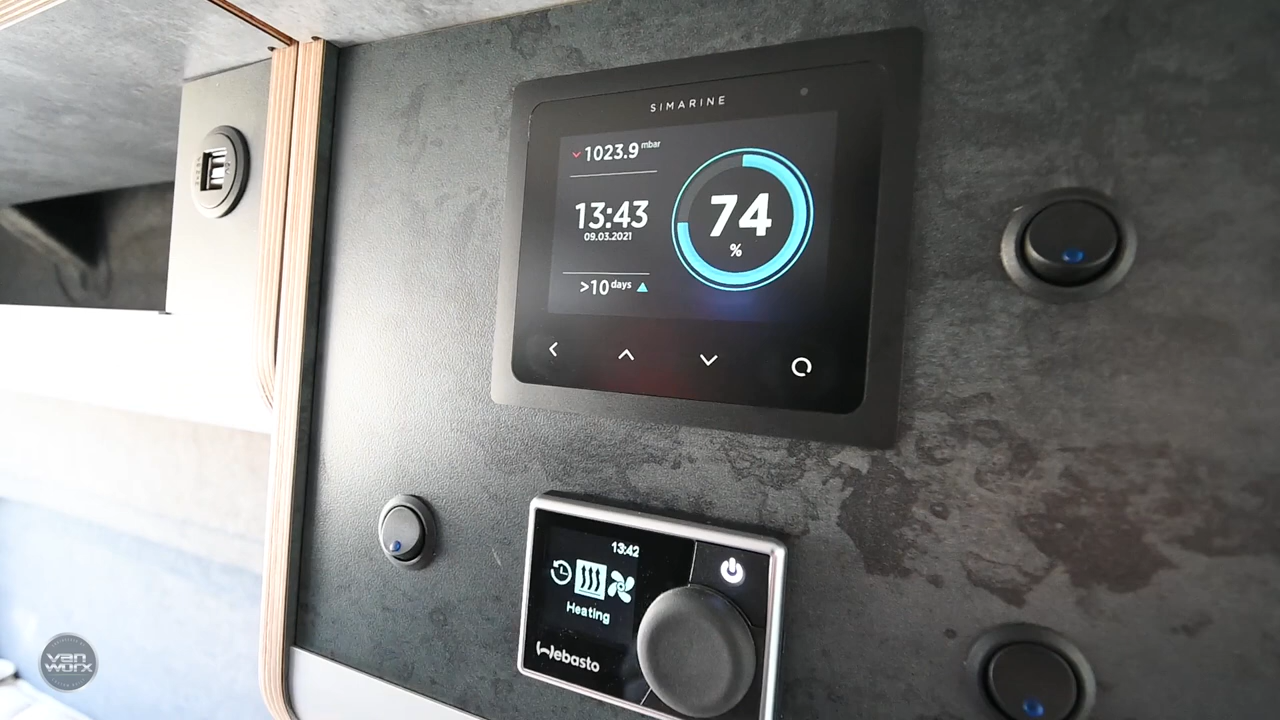 SIMARINE
1023.9 mbar
13:43
09.03.2021
>10 days
74
%
13:42
Heating
Webasto
van
worx